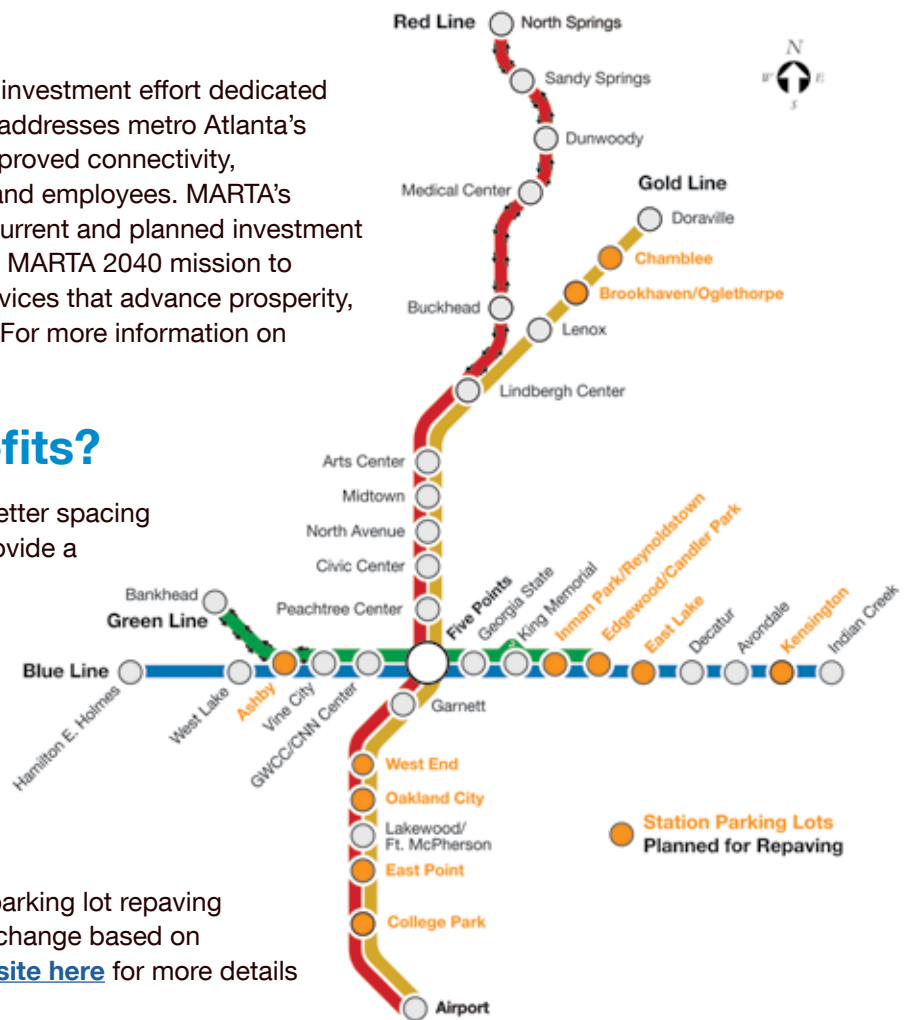 Red Line
North Springs
N
W E
S
Sandy Springs
investment effort dedicated
addresses metro Atlanta's
proved connectivity,
and employees. MARTA's
urrent and planned investment
MARTA 2040 mission to
vices that advance prosperity,
For more information on
Dunwoody
Medical Center
Gold Line
Doraville
Chamblee
Brookhaven/Oglethorpe
Buckhead
Lenox
Lindbergh Center
efits?
etter spacing
ovide a
Arts Center
Midtown
North Avenue
Civic Center
Peachtree Center
Five Points
Georgia State
King Memorial
Inman Park/Reynoldstown
Edgewood/Candler Park
East Lake
Decatur
Avondale
Kensington
Indian Creek
Bankhead
Green Line
Blue Line
Hamilton E. Holmes
West Lake
Ashby
Vine City
GWCC/CNN Center
Garnett
West End
Oakland City
Lakewood/
Ft. McPherson
East Point
College Park
Airport
Station Parking Lots
Planned for Repaving
parking lot repaving
change based on
site here for more details